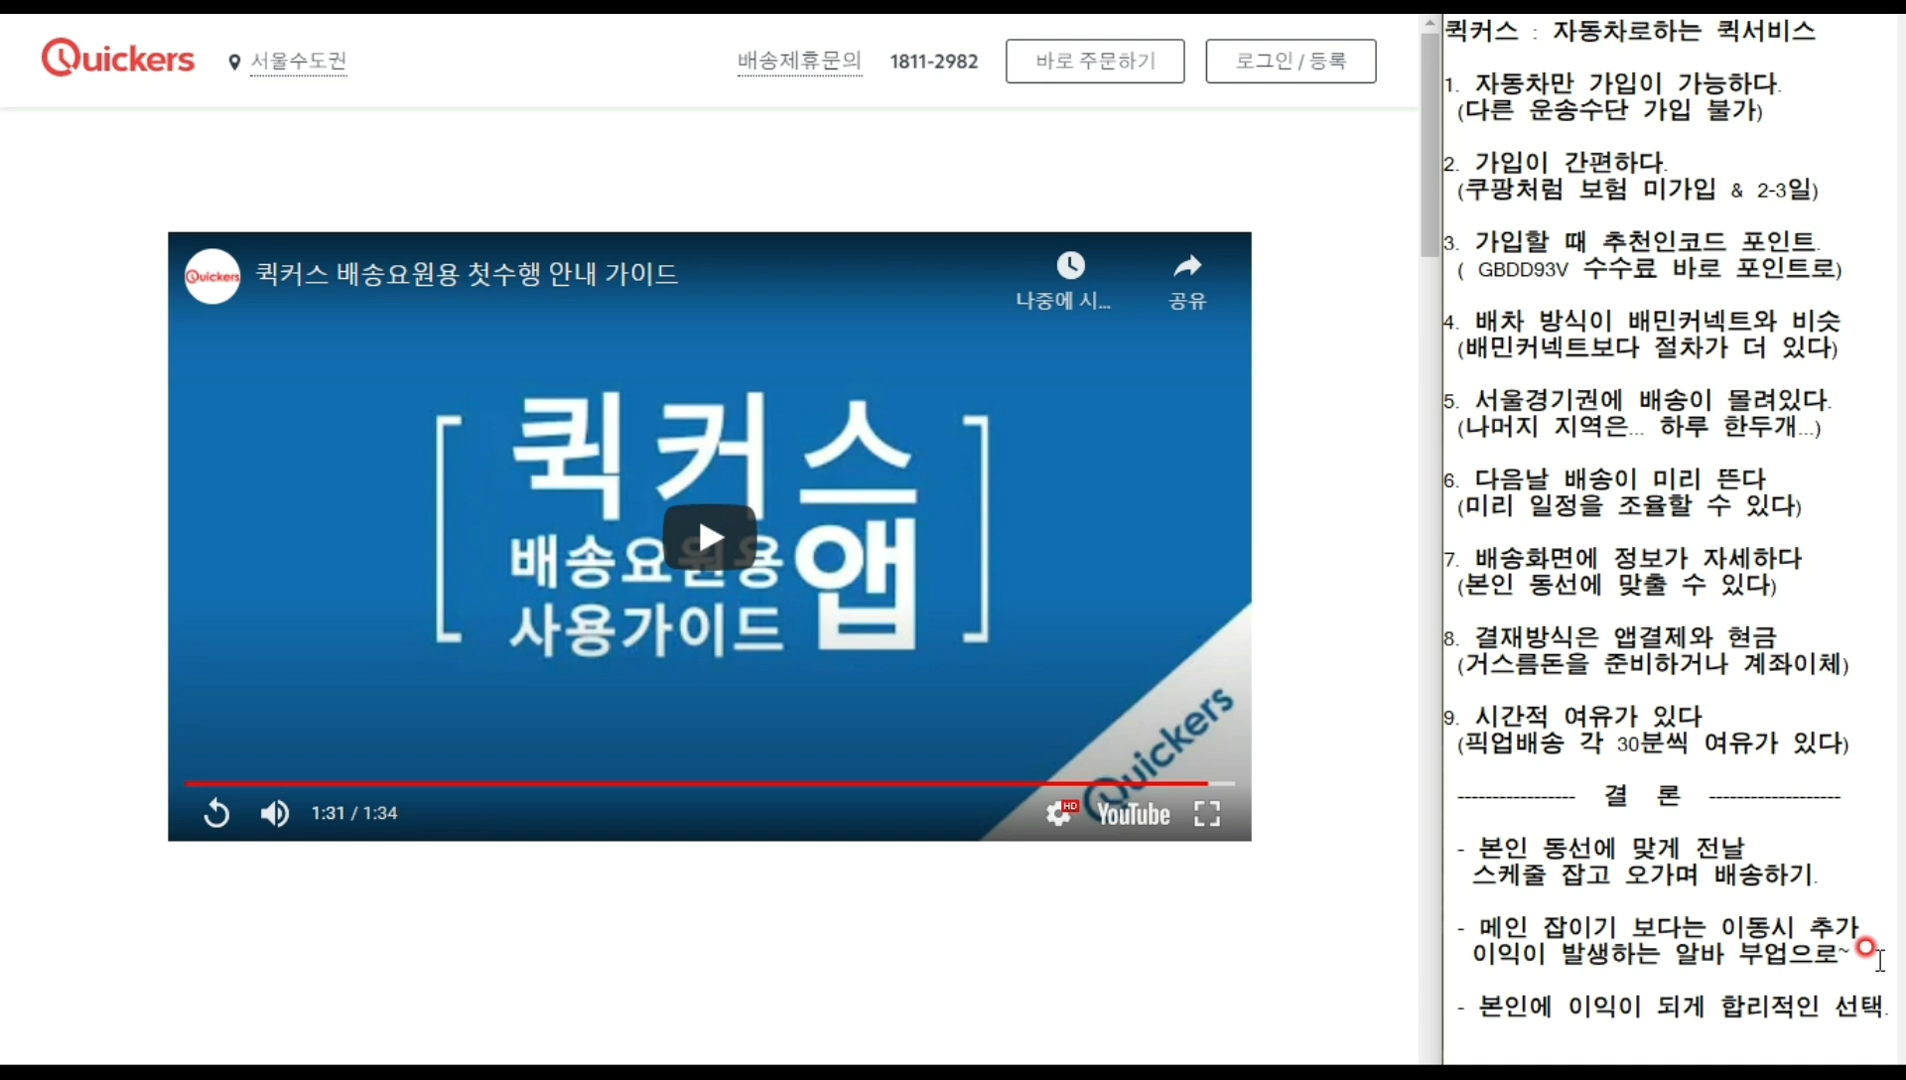 Quickers
서울수도권
배송제휴문의
1811-2982
바로 주문하기
로그인 / 등록
Quickers
퀵커스 배송요원용 첫수행 안내 가이드
나중에 시...
공유
퀵커스
배송요원용
사용가이드
앱
Quickers
1:31 / 1:34
HD
YouTube
퀵커스 : 자동차로하는 퀵서비스
1. 자동차만 가입이 가능하다.
(다른 운송수단 가입 불가)
2. 가입이 간편하다.
(쿠팡처럼 보험 미가입 & 2-3일)
3. 가입할 때 추천인코드 포인트.
( GBDD93V 수수료 바로 포인트로)
4. 배차 방식이 배민커넥트와 비슷
(배민커넥트보다 절차가 더 있다)
5. 서울경기권에 배송이 몰려있다.
(나머지 지역은... 하루 한두개...)
6. 다음날 배송이 미리 뜬다
(미리 일정을 조율할 수 있다)
7. 배송화면에 정보가 자세하다
(본인 동선에 맞출 수 있다)
8. 결재방식은 앱결제와 현금
(거스름돈을 준비하거나 계좌이체)
9. 시간적 여유가 있다
(픽업배송 각 30분씩 여유가 있다)
----------------- 결 론 -------------------
- 본인 동선에 맞게 전날
스케줄 잡고 오가며 배송하기.
- 메인 잡이기 보다는 이동시 추가
이익이 발생하는 알바 부업으로~
- 본인에 이익이 되게 합리적인 선택.